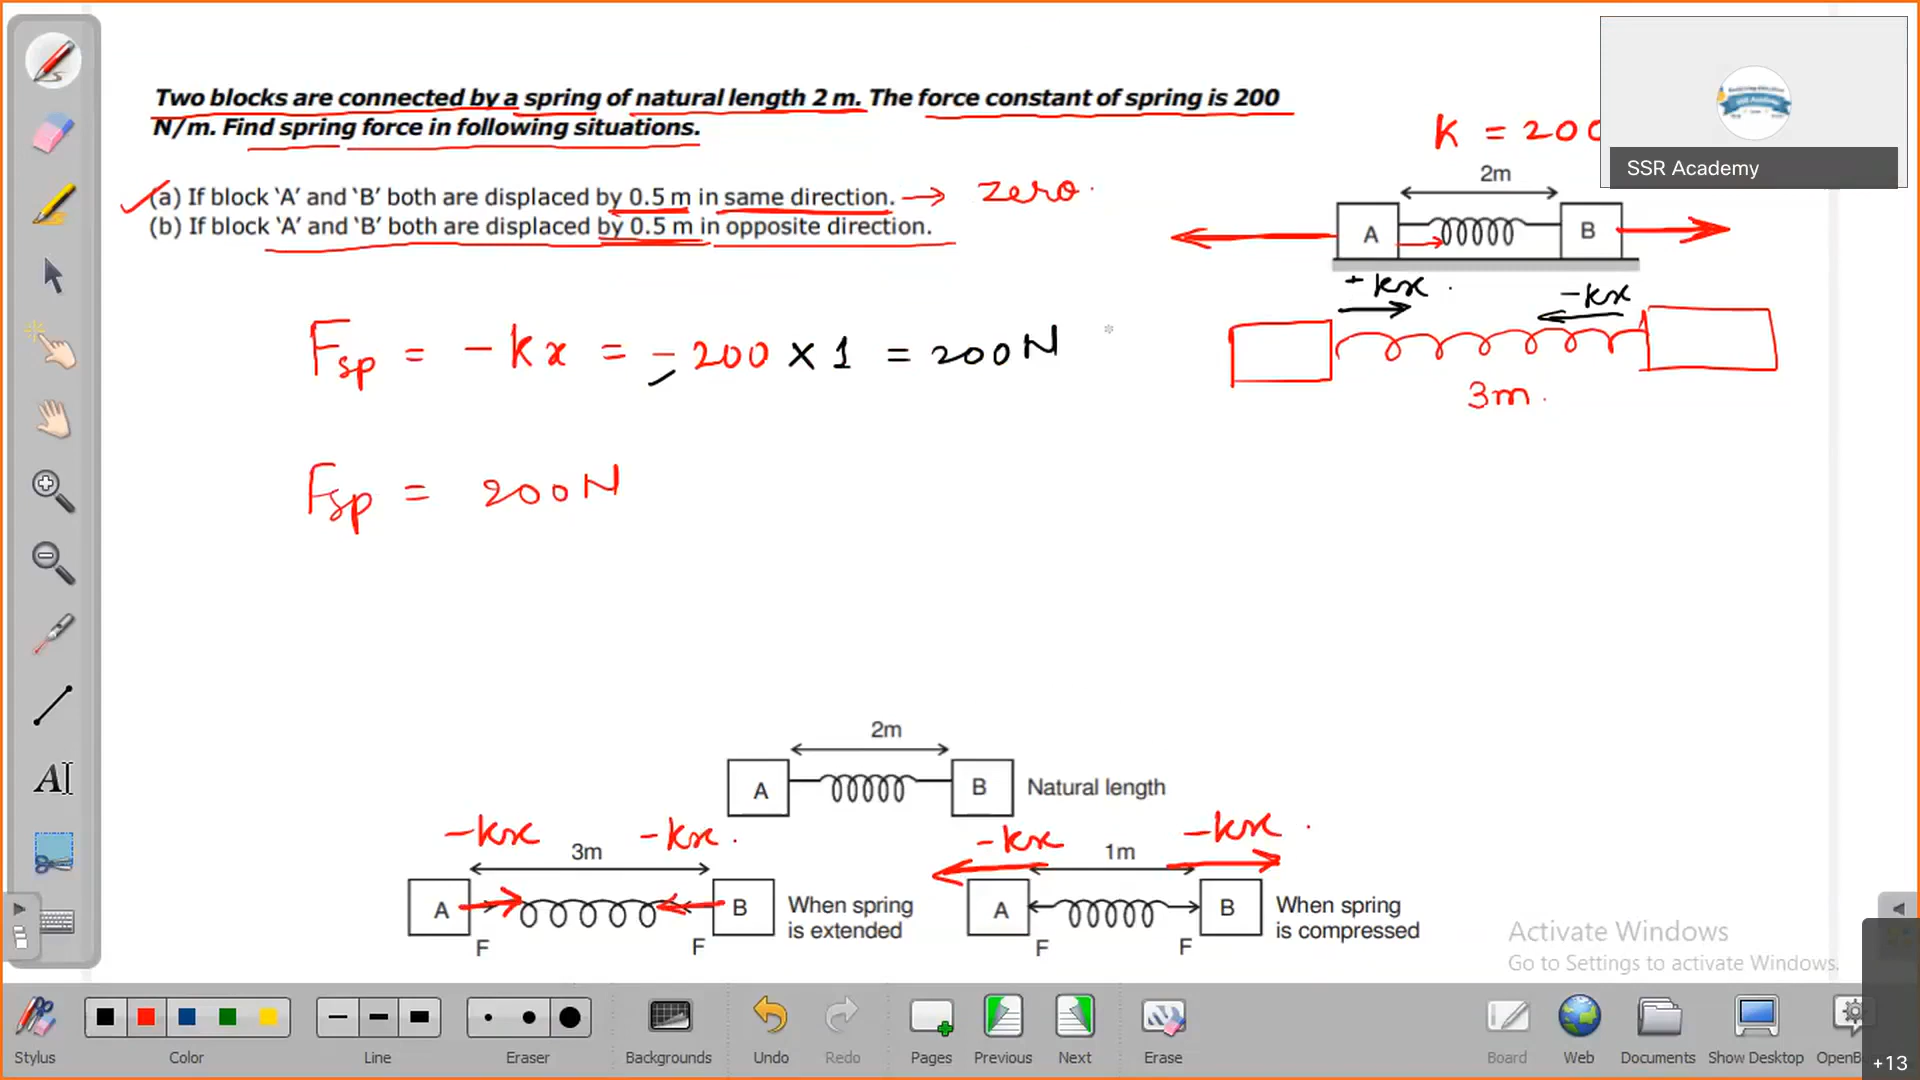 Two blocks are connected by a spring of natural length 2 m. The force constant of spring is 200
N/m. Find spring force in following situations.
K = 200
SSR Academy
(a) If block ‘A’ and ‘B’ both are displaced by 0.5 m in same direction. → zero.
(b) If block ‘A’ and ‘B’ both are displaced by 0.5 m in opposite direction.
2m
A
B
+kx
-kx
3m.
Fsp = -kx = -200 × 1 = 200N
Fsp = 200N
2m
A
B
Natural length
-kx
-kx.
3m
A
B
F
F
When spring
is extended
-kx
-kx.
1m
A
B
F
F
When spring
is compressed
Activate Windows
Go to Settings to activate Windows.
Stylus
Color
Line
Eraser
Backgrounds
Undo
Redo
Pages
Previous
Next
Erase
Board
Web
Documents
Show Desktop
OpenB
+13